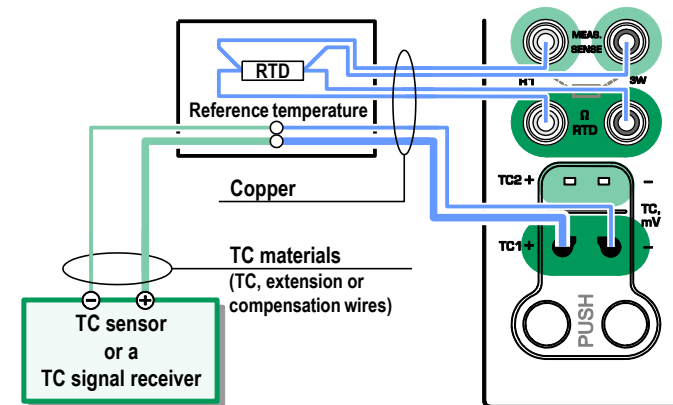 MEAS.
SENSE
RTD
3W
Reference temperature
Ω
RTD
Copper
TC2 + -
TC,
mV
TC1 + -
TC materials
(TC, extension or
compensation wires)
PUSH
- +
TC sensor
or a
TC signal receiver